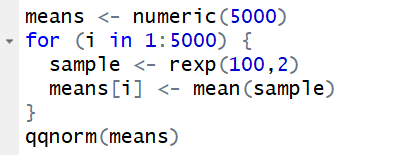 means <- numeric(5000)
for (i in 1:5000) {
  sample <- rexp(100,2)
  means[i] <- mean(sample)
}
qqnorm(means)